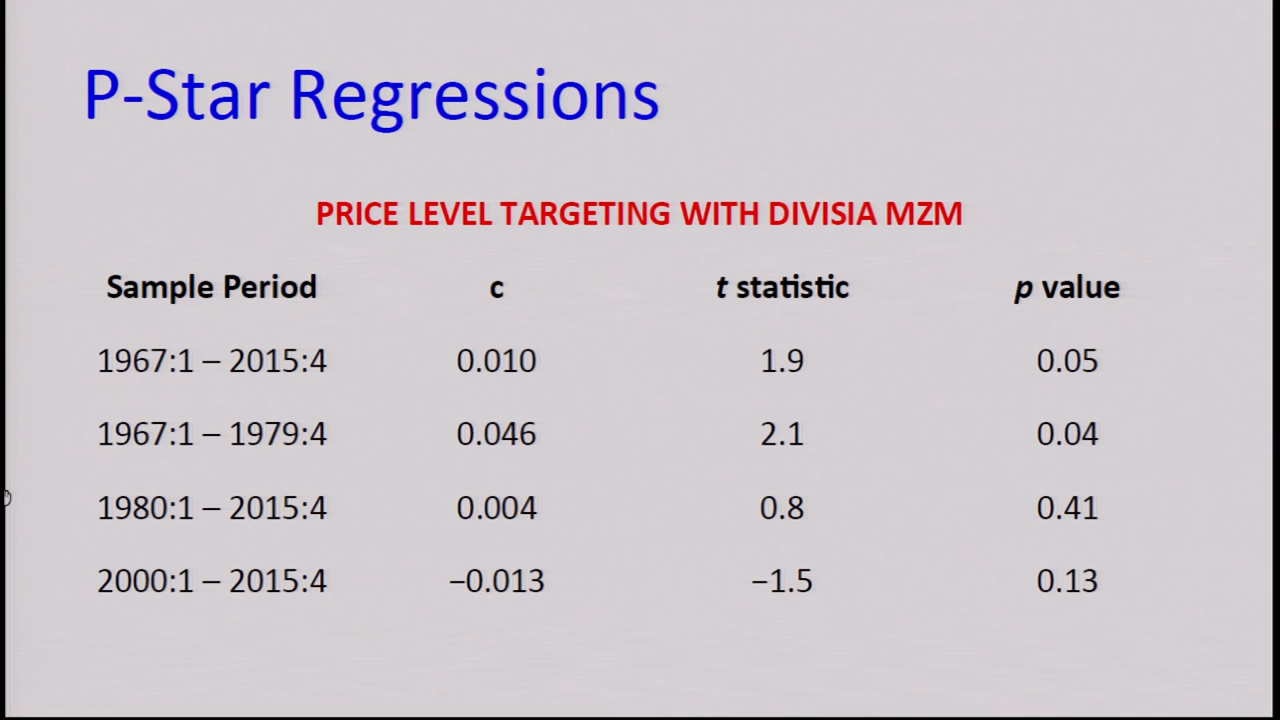 P-Star Regressions
PRICE LEVEL TARGETING WITH DIVISIA MZM
Sample Period c t statistic p value
1967:1 – 2015:4 0.010 1.9 0.05
1967:1 – 1979:4 0.046 2.1 0.04
1980:1 – 2015:4 0.004 0.8 0.41
2000:1 – 2015:4 −0.013 −1.5 0.13